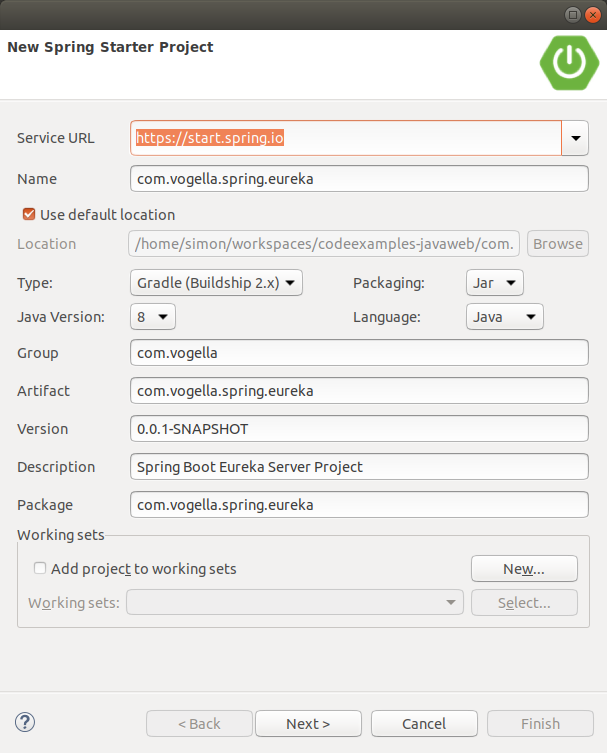 New Spring Starter Project
Service URL https://start.spring.io
Name com.vogella.spring.eureka
Use default location
Location /home/simon/workspaces/codeexamples-javaweb/com. Browse
Type: Gradle (Buildship 2.x) Packaging: Jar
Java Version: 8 Language: Java
Group com.vogella
Artifact com.vogella.spring.eureka
Version 0.0.1-SNAPSHOT
Description Spring Boot Eureka Server Project
Package com.vogella.spring.eureka
Working sets
Add project to working sets New...
Working sets: Select...
? < Back Next > Cancel Finish